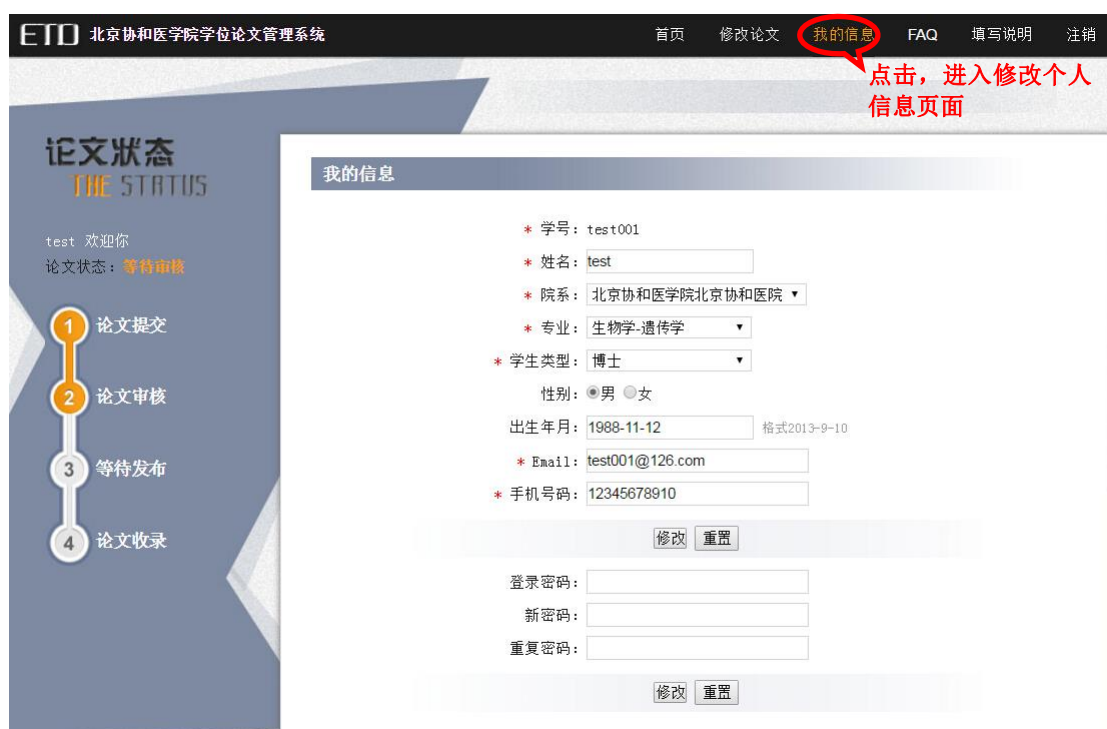 ETD 北京协和医学院学位论文管理系统 首页 修改论文 我的信息 FAQ 填写说明 注销
点击，进入修改个人
信息页面
论文状态
THE STATUS
test 欢迎你
论文状态：等待审核
1 论文提交
2 论文审核
3 等待发布
4 论文收录
我的信息
* 学号：test001
* 姓名：test
* 院系：北京协和医学院北京协和医院
* 专业：生物学-遗传学
* 学生类型：博士
性别：男 女
出生年月：1988-11-12 格式2013-9-10
* Email：test001@126.com
* 手机号码：12345678910
修改 重置
登录密码：
新密码：
重复密码：
修改 重置